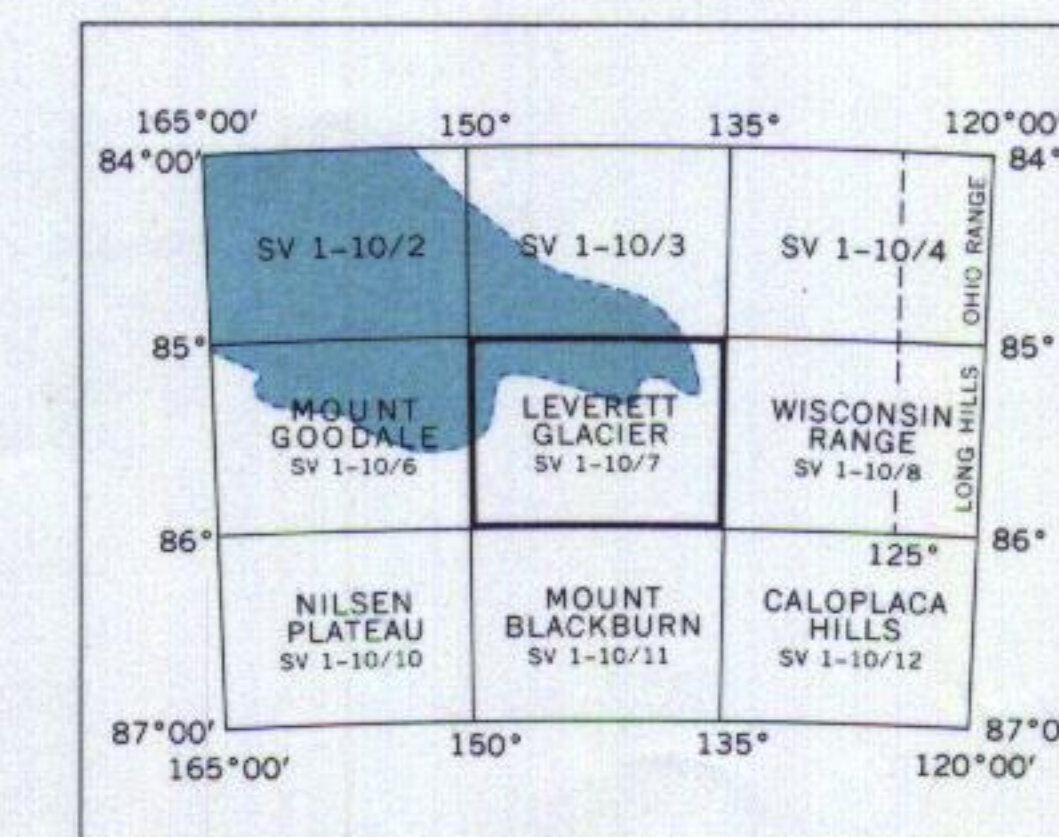 165°00′ 150° 135° 120°00
84°00′ 84°
SV 1-10/2 SV 1-10/3 SV 1-10/4
OHIO RANGE
85° 85°
MOUNT GOODALE
SV 1-10/6
LEVERETT GLACIER
SV 1-10/7
WISCONSIN RANGE
SV 1-10/8
LONG HILLS
86° 86°
125°
NILSEN PLATEAU
SV 1-10/10
MOUNT BLACKBURN
SV 1-10/11
CALOPLACA HILLS
SV 1-10/12
87°00′ 87°0
165°00′ 150° 135° 120°00′